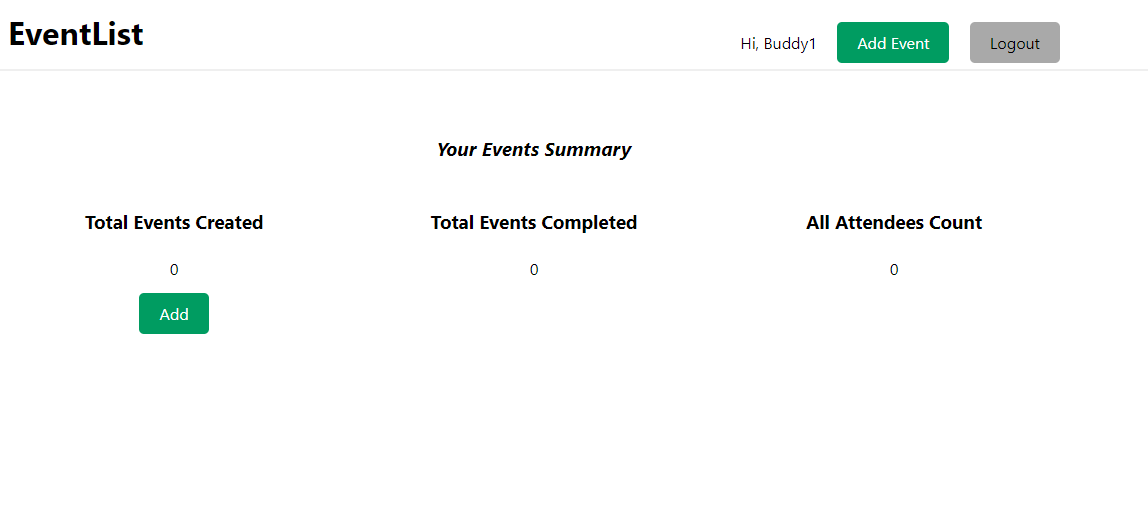 EventList
Hi, Buddy1
Add Event
Logout
Your Events Summary
Total Events Created
Total Events Completed
All Attendees Count
0
0
0
Add